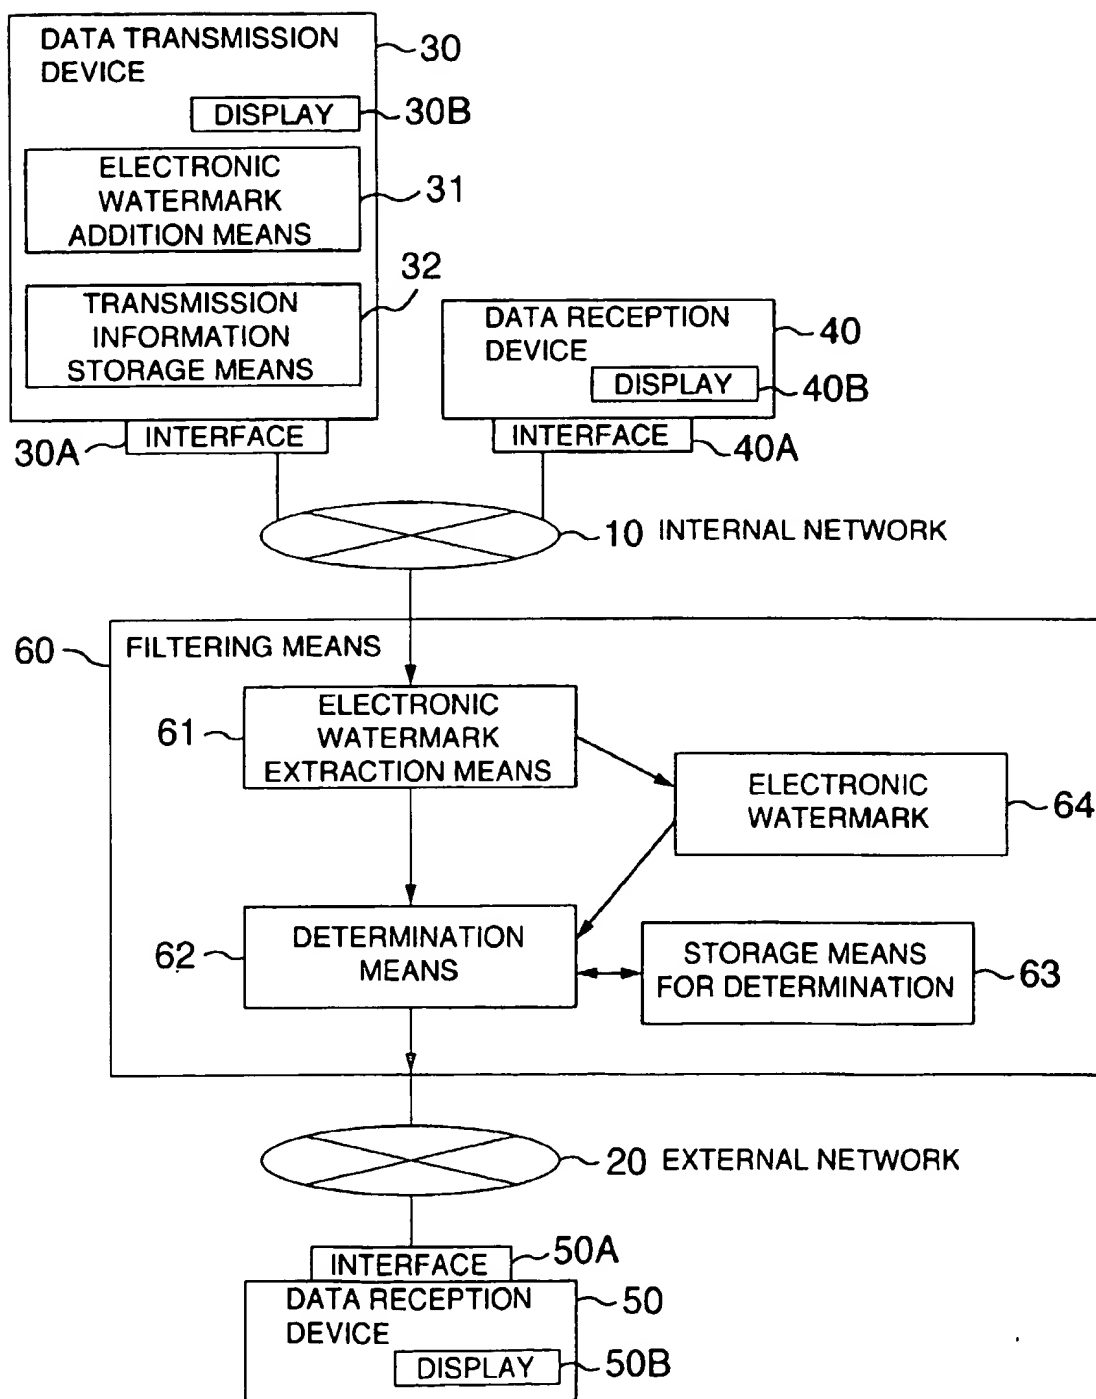 DATA TRANSMISSION
DEVICE
30
DISPLAY
30B
ELECTRONIC
WATERMARK
ADDITION MEANS
31
32
TRANSMISSION
INFORMATION
STORAGE MEANS
DATA RECEPTION
DEVICE
40
DISPLAY
40B
30A
INTERFACE
INTERFACE
40A
10 INTERNAL NETWORK
60
FILTERING MEANS
61
ELECTRONIC
WATERMARK
EXTRACTION MEANS
ELECTRONIC
WATERMARK
64
62
DETERMINATION
MEANS
STORAGE MEANS
FOR DETERMINATION
63
20 EXTERNAL NETWORK
INTERFACE
50A
DATA RECEPTION
DEVICE
50
DISPLAY
50B